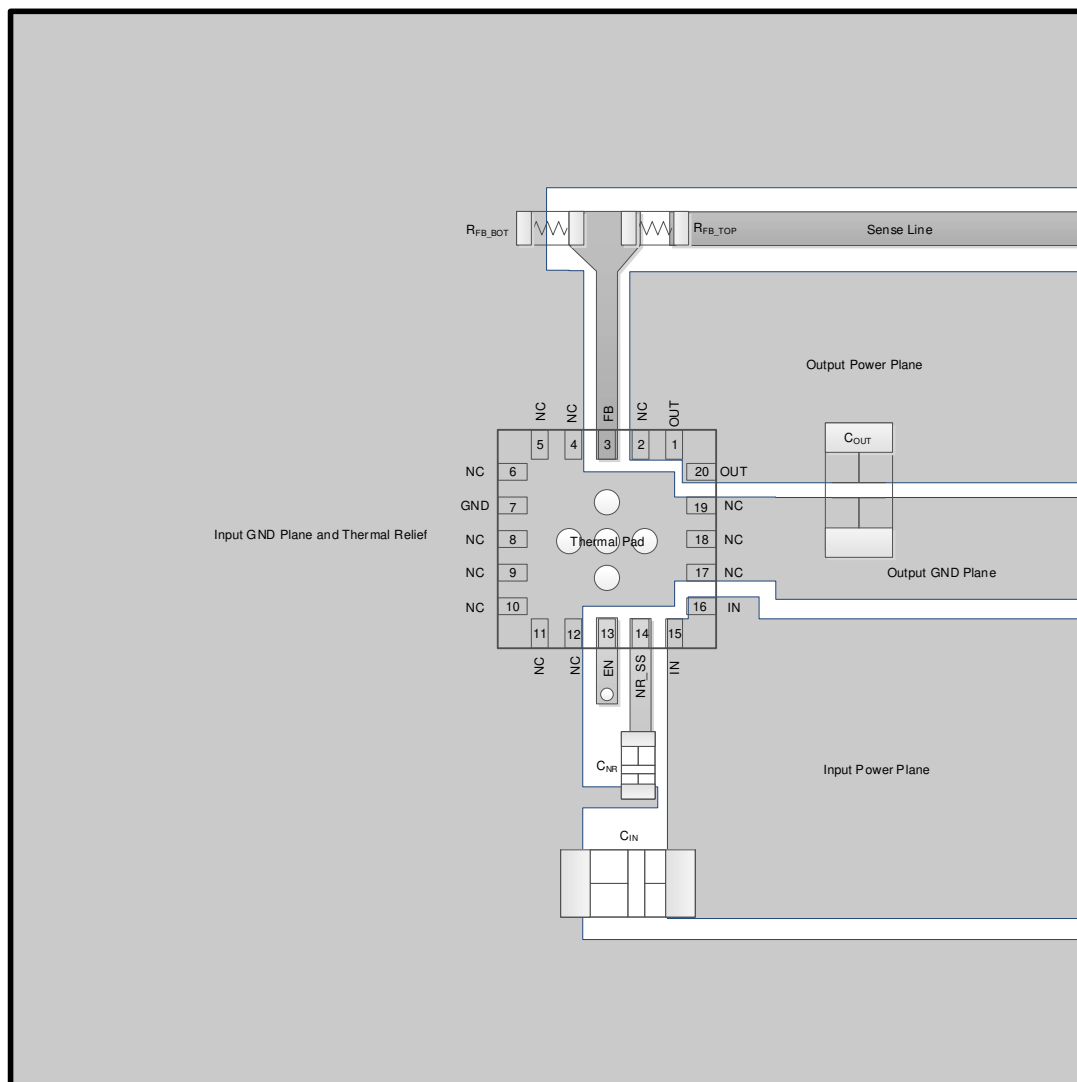 RFB_BOT
RFB_TOP
Sense Line
Output Power Plane
NC
NC
FB
NC
OUT
5
4
3
2
1
COUT
NC
6
20
OUT
GND
7
19
NC
Input GND Plane and Thermal Relief
NC
8
Thermal Pad
18
NC
NC
9
17
NC
Output GND Plane
NC
10
16
IN
11
12
13
14
15
NC
NC
EN
NR_SS
IN
CNR
Input Power Plane
CIN